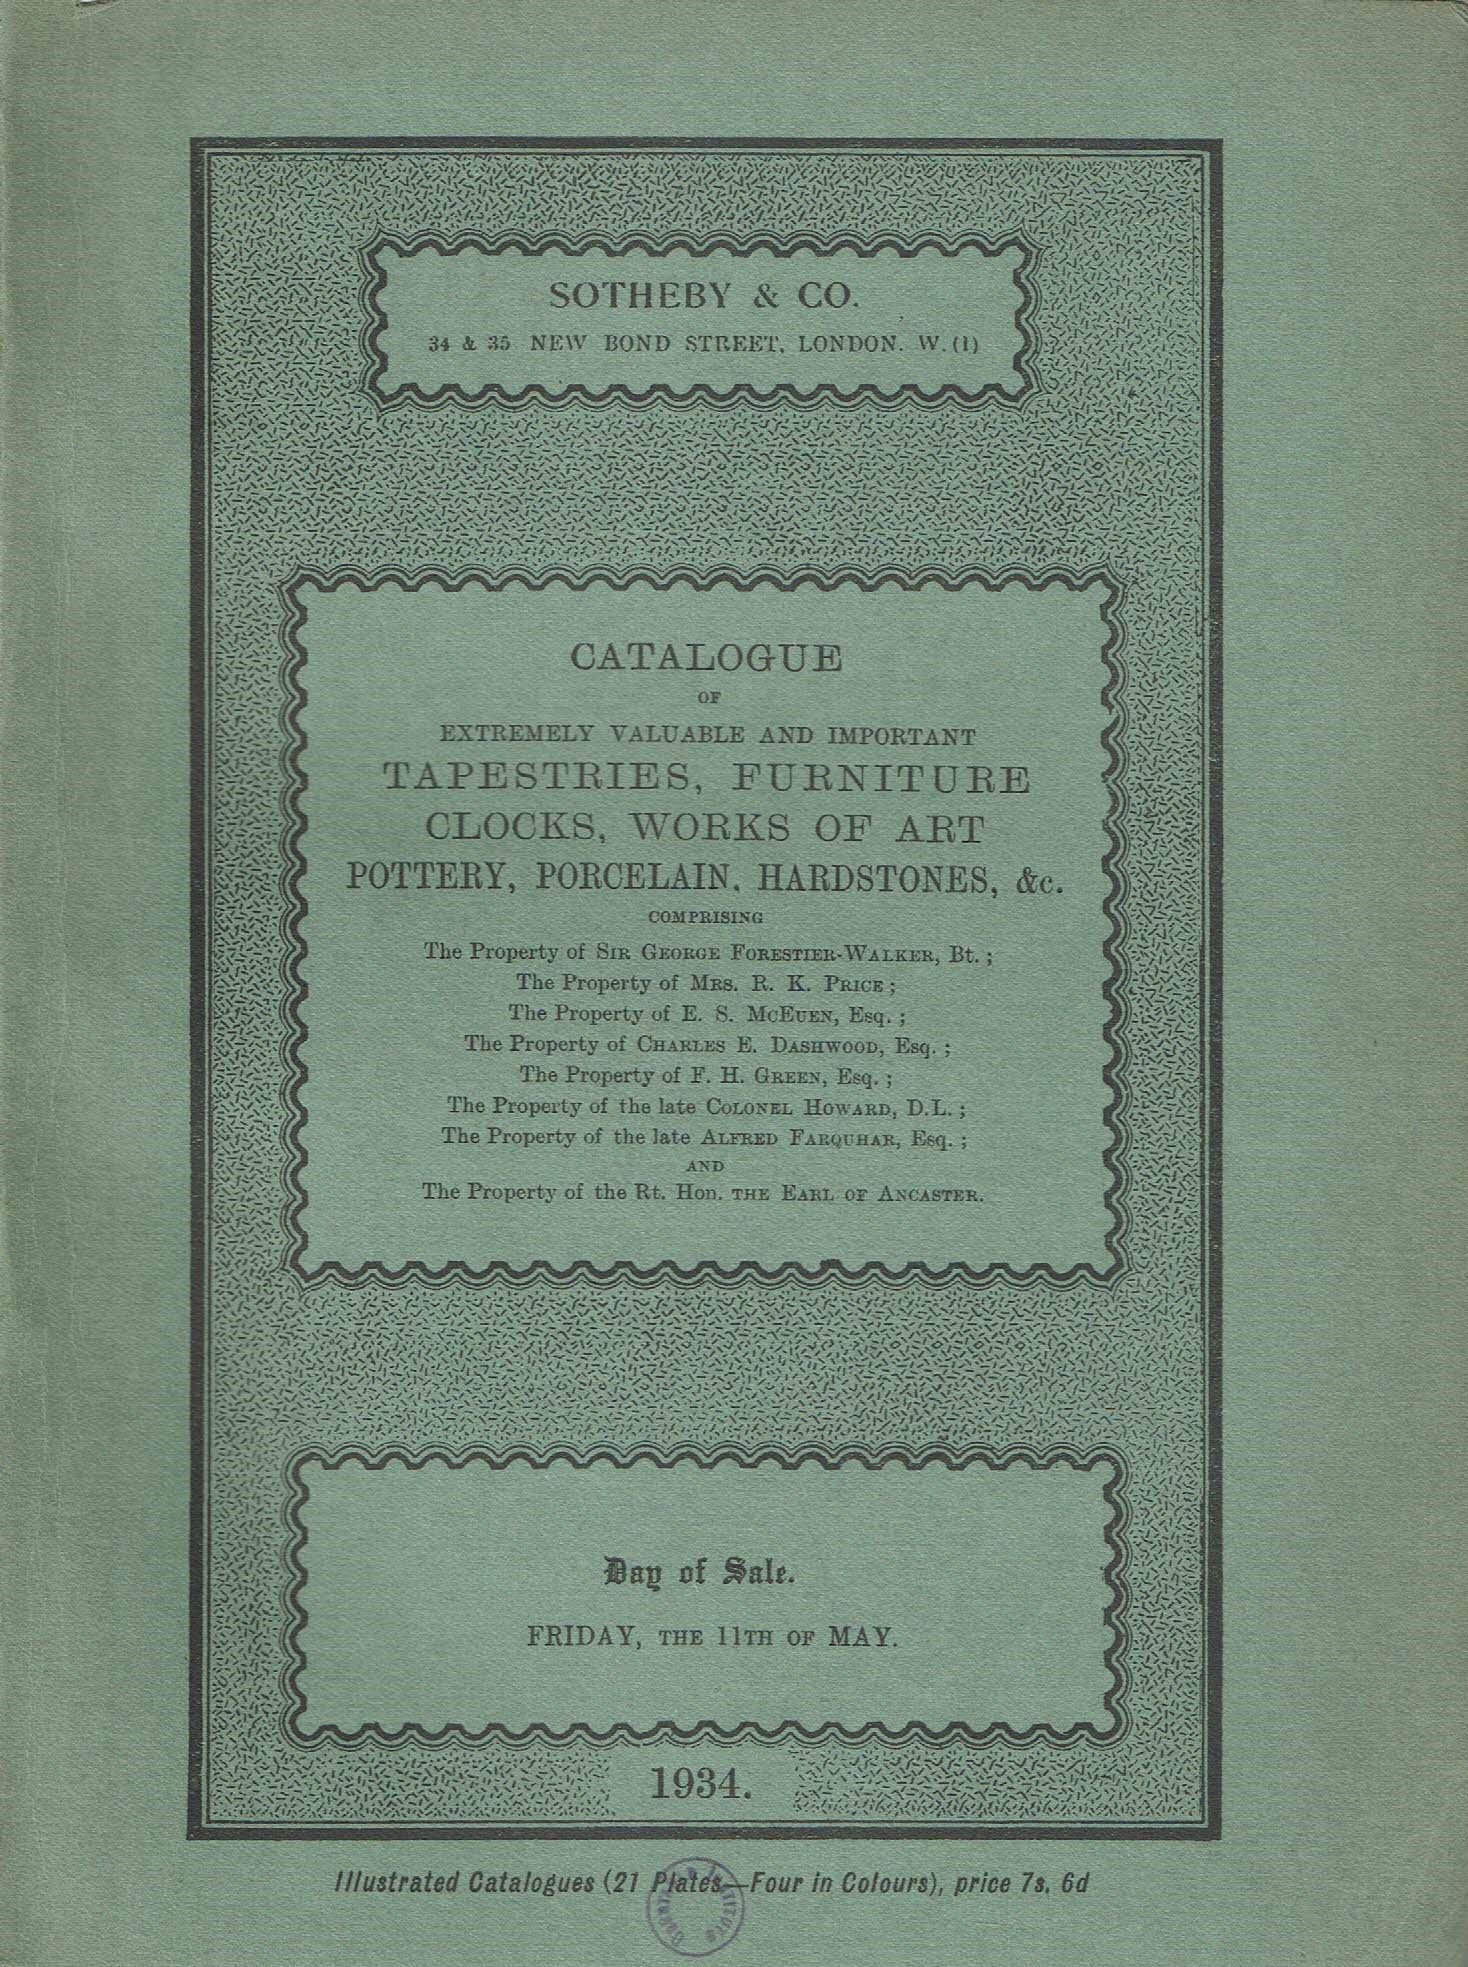 SOTHEBY & CO.
34 & 35 NEW BOND STREET, LONDON. W.(1)
CATALOGUE
OF
EXTREMELY VALUABLE AND IMPORTANT
TAPESTRIES, FURNITURE
CLOCKS, WORKS OF ART
POTTERY, PORCELAIN, HARDSTONES, &c.
COMPRISING
The Property of SIR GEORGE FORESTIER-WALKER, Bt. ;
The Property of MRS. R. K. PRICE ;
The Property of E. S. MCEUEN, Esq. ;
The Property of CHARLES E. DASHWOOD, Esq. ;
The Property of F. H. GREEN, Esq. ;
The Property of the late COLONEL HOWARD, D.L. ;
The Property of the late ALFRED FARQUHAR, Esq. ;
AND
The Property of the Rt. Hon. THE EARL OF ANCASTER.
Day of Sale.
FRIDAY, THE 11TH OF MAY.
1934.
Illustrated Catalogues (21 Plates—Four in Colours), price 7s. 6d